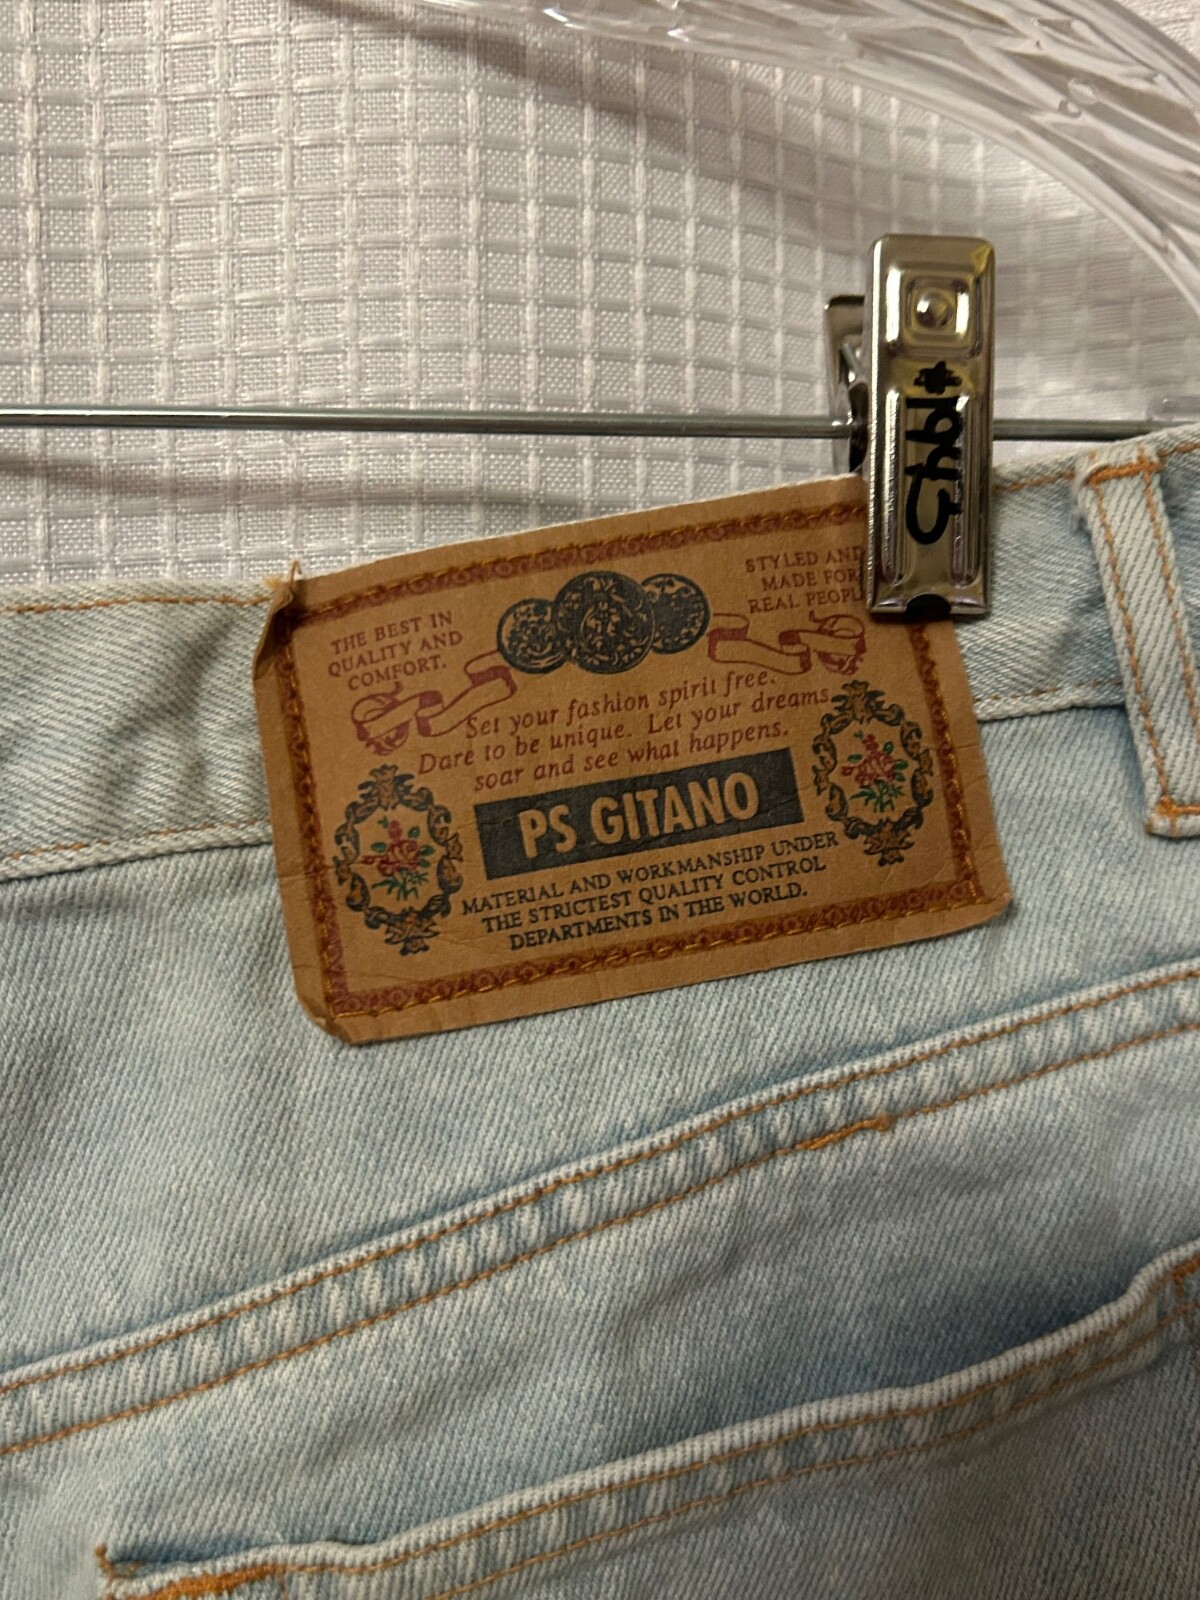 #1945
THE BEST IN
QUALITY AND
COMFORT.
STYLED AND
MADE FOR
REAL PEOPL
Set your fashion spirit free.
Dare to be unique. Let your dreams
soar and see what happens.
PS GITANO
MATERIAL AND WORKMANSHIP UNDER
THE STRICTEST QUALITY CONTROL
DEPARTMENTS IN THE WORLD.